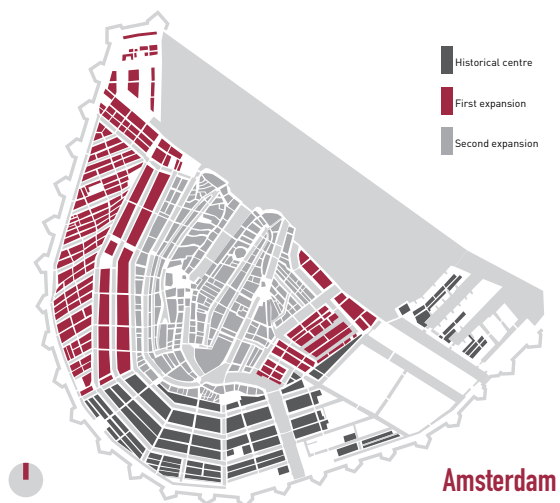 Historical centre
First expansion
Second expansion
Amsterdam